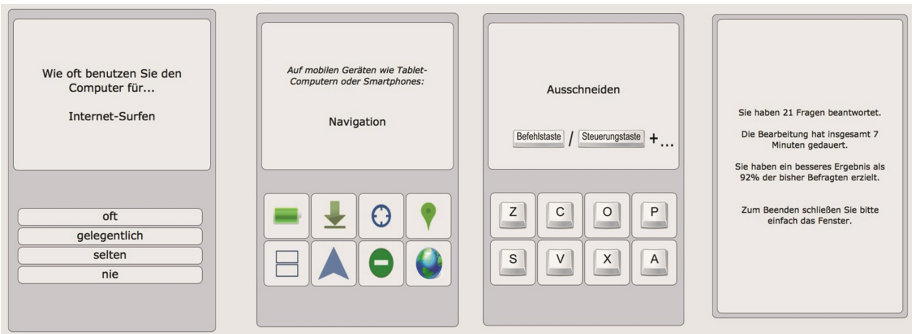 Wie oft benutzen Sie den
Computer für...
Internet-Surfen
oft
gelegentlich
selten
nie
Auf mobilen Geräten wie Tablet-
Computern oder Smartphones:
Navigation
Ausschneiden
Befehlstaste / Steuerungstaste +...
Z C O P
S V X A
Sie haben 21 Fragen beantwortet.
Die Bearbeitung hat insgesamt 7
Minuten gedauert.
Sie haben ein besseres Ergebnis als
92% der bisher Befragten erzielt.
Zum Beenden schließen Sie bitte
einfach das Fenster.